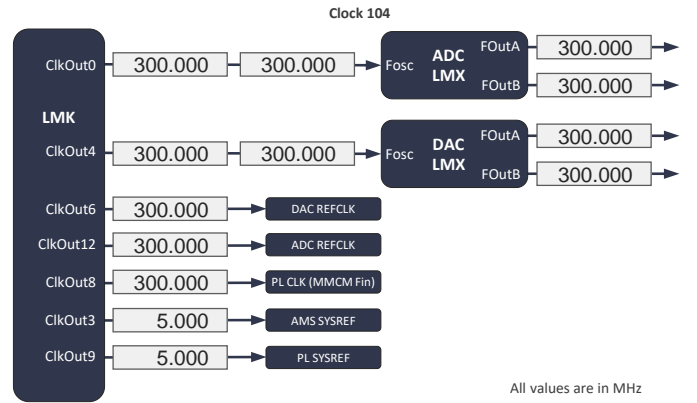 Clock 104
ClkOut0 300.000 300.000 Fosc ADC LMX FOutA 300.000
FOutB 300.000
LMK
ClkOut4 300.000 300.000 Fosc DAC LMX FOutA 300.000
FOutB 300.000
ClkOut6 300.000 DAC REFCLK
ClkOut12 300.000 ADC REFCLK
ClkOut8 300.000 PL CLK (MMCM Fin)
ClkOut3 5.000 AMS SYSREF
ClkOut9 5.000 PL SYSREF
All values are in MHz